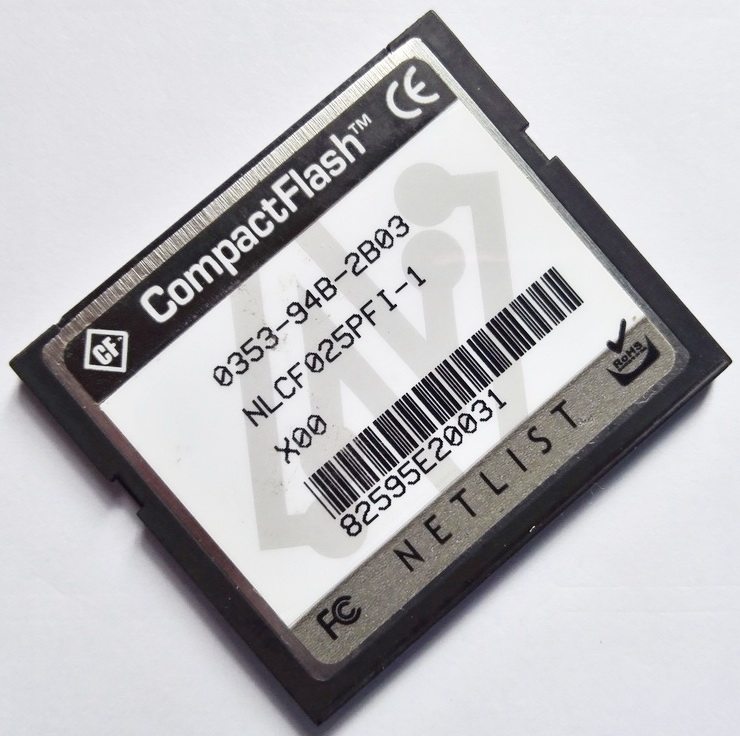 CF CompactFlash™ CE
0353-94B-2B03
NLCF025PFI-1
X00
82595E20031
FC NETLIST RoHS